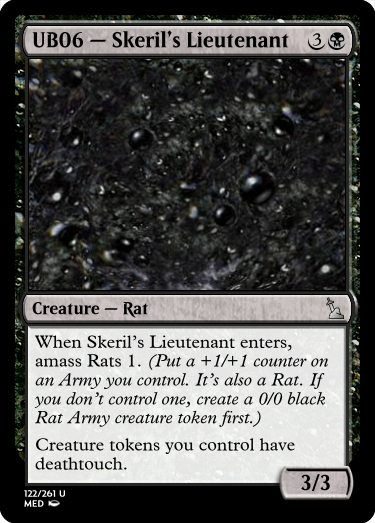 UB06 — Skeril's Lieutenant 3
Creature — Rat
When Skeril's Lieutenant enters,
amass Rats 1. (Put a +1/+1 counter on
an Army you control. It's also a Rat. If
you don't control one, create a 0/0 black
Rat Army creature token first.)
Creature tokens you control have
deathtouch.
3/3
122/261 U
MED